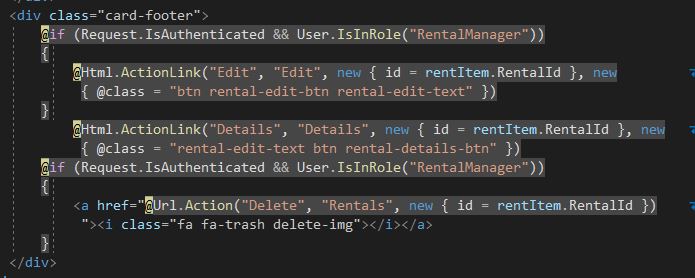 <div class="card-footer">
@if (Request.IsAuthenticated && User.IsInRole("RentalManager"))
{
@Html.ActionLink("Edit", "Edit", new { id = rentItem.RentalId }, new
{ @class = "btn rental-edit-btn rental-edit-text" })
}
@Html.ActionLink("Details", "Details", new { id = rentItem.RentalId }, new
{ @class = "rental-edit-text btn rental-details-btn" })
@if (Request.IsAuthenticated && User.IsInRole("RentalManager"))
{
<a href="@Url.Action("Delete", "Rentals", new { id = rentItem.RentalId })
"><i class="fa fa-trash delete-img"></i></a>
}
</div>